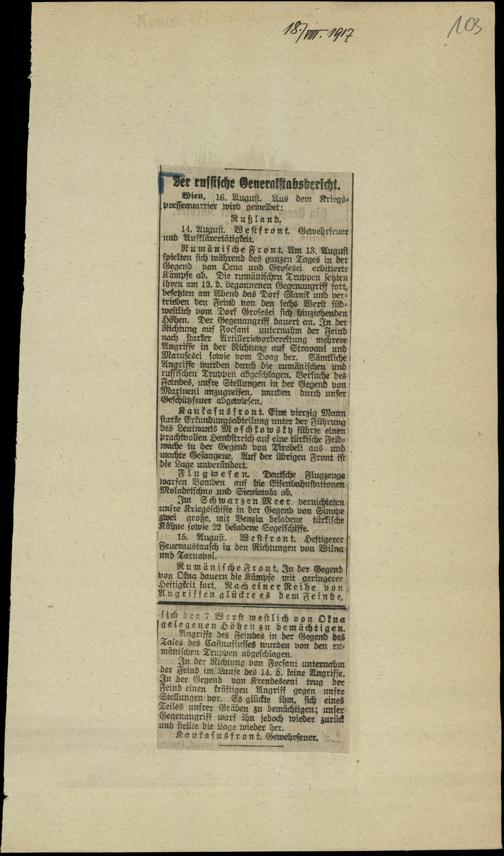 18/VIII. 1917
103
Der russische Generalstabsbericht.
Wien, 16. August. Aus dem Kriegs-
pressequartier wird gemeldet:
Rußland.
14. August. Westfront. Gewehrfeuer
und Aufklärertätigkeit.
Rumänische Front. Am 13. August
spielten sich während des ganzen Tages in der
Gegend von Ocna und Grosesci erbitterte
Kämpfe ab. Die rumänischen Truppen setzten
ihren am 12. d. begonnenen Gegenangriff fort,
besetzten am Abend das Dorf Slanik und ver-
trieben den Feind von den sechs Werst süd-
westlich vom Dorf Grosesci sich hinziehenden
Höhen. Der Gegenangriff dauert an. In der
Richtung auf Focsani unternahm der Feind
nach starker Artillerievorbereitung mehrere
Angriffe in der Richtung auf Straoani und
Marasesci sowie vom Doag her. Sämtliche
Angriffe wurden durch die rumänischen und
russischen Truppen abgeschlagen. Versuche des
Feindes, unsre Stellungen in der Gegend von
Maximeni anzugreifen, wurden durch unser
Geschützfeuer abgewiesen.
Kaukasusfront. Eine vierzig Mann
starke Erkundungsabteilung unter der Führung
des Leutnants Moschkowsky führte einen
prachtvollen Handstreich auf eine türkische Feld-
wache in der Gegend von Tirebeli aus und
machte Gefangene. Auf der übrigen Front ist
die Lage unverändert.
Flugwesen. Deutsche Flugzeuge
warfen Bomben auf die Eisenbahnstationen
Molodetschno und ab.
Im Schwarzen Meer vernichteten
unsre Kriegsschiffe in der Gegend von Sinope
zwei große, mit Benzin beladene türkische
Kähne sowie 22 beladene Segelschiffe.
15. August. Westfront. Heftigerer
Feueraustausch in den Richtungen von Wilna
und Tarnopol.
Rumänische Front. In der Gegend
von Okna dauern die Kämpfe mit geringerer
Heftigkeit fort. Nach einer Reihe von
Angriffen glückte es dem Feinde,
sich der 7 Werst westlich von Okna
gelegenen Höhen zu bemächtigen.
Angriffe des Feindes in der Gegend des
Tales des Casinuflusses wurden von den ru-
mänischen Truppen abgeschlagen.
In der Richtung von Focsani unternahm
der Feind im Laufe des 14. d. keine Angriffe.
In der Gegend von Krendesceni trug der
Feind einen kräftigen Angriff gegen unsre
Stellungen vor. Es glückte ihm, sich eines
Teiles unsrer Gräben zu bemächtigen; unser
Gegenangriff warf ihn jedoch wieder zurück
und stellte die Lage wieder her.
Kaukasusfront. Gewehrfeuer.